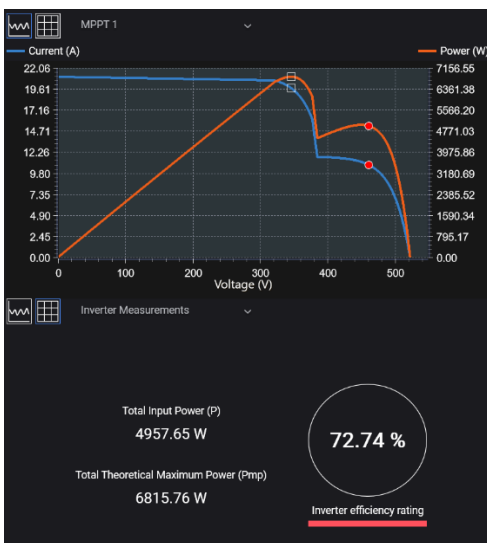 MPPT 1
Current (A)
Power (W)
22.06
7156.55
19.61
6361.38
17.16
5566.20
14.71
4771.03
12.26
3975.86
9.80
3180.69
7.35
2385.52
4.90
1590.34
2.45
795.17
0.00
0.00
0 100 200 300 400 500
Voltage (V)
Inverter Measurements
Total Input Power (P)
4957.65 W
72.74 %
Total Theoretical Maximum Power (Pmp)
6815.76 W
Inverter efficiency rating